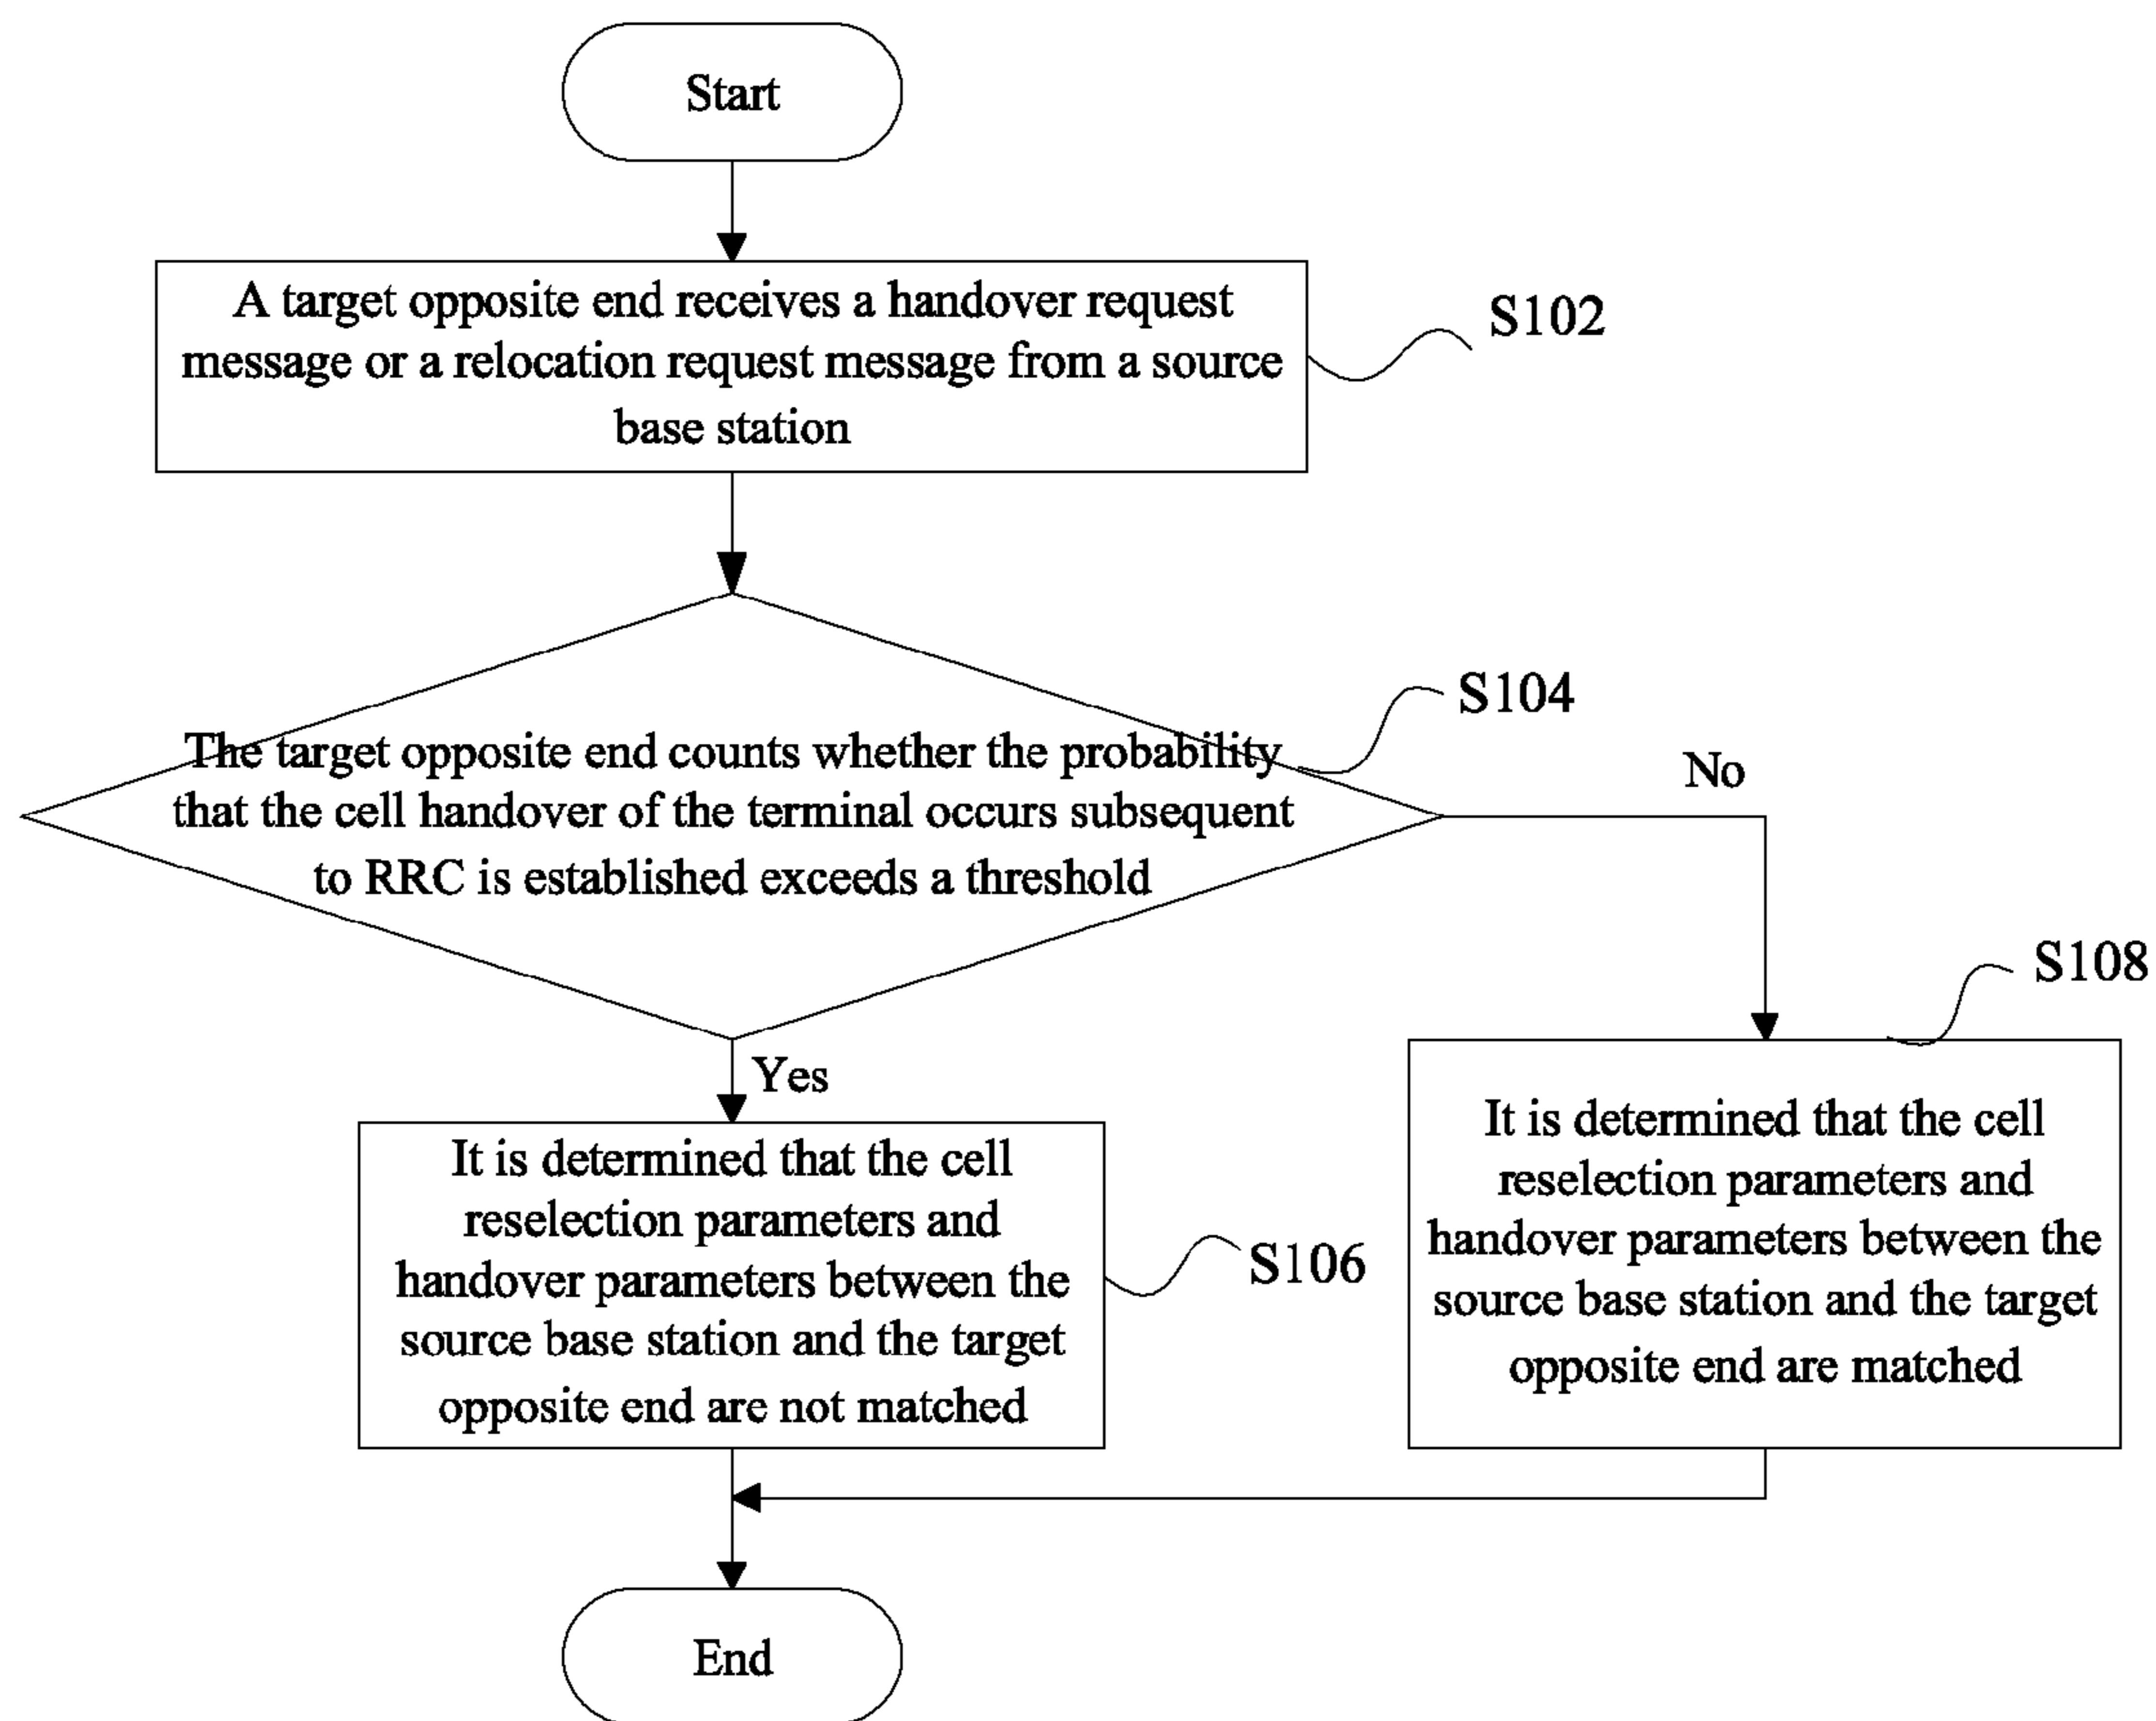 Start
A target opposite end receives a handover request
message or a relocation request message from a source
base station
S102
S104
The target opposite end counts whether the probability
that the cell handover of the terminal occurs subsequent
to RRC is established exceeds a threshold
No
S108
Yes
It is determined that the cell
reselection parameters and
handover parameters between the
source base station and the target
opposite end are not matched
S106
It is determined that the cell
reselection parameters and
handover parameters between the
source base station and the target
opposite end are matched
End